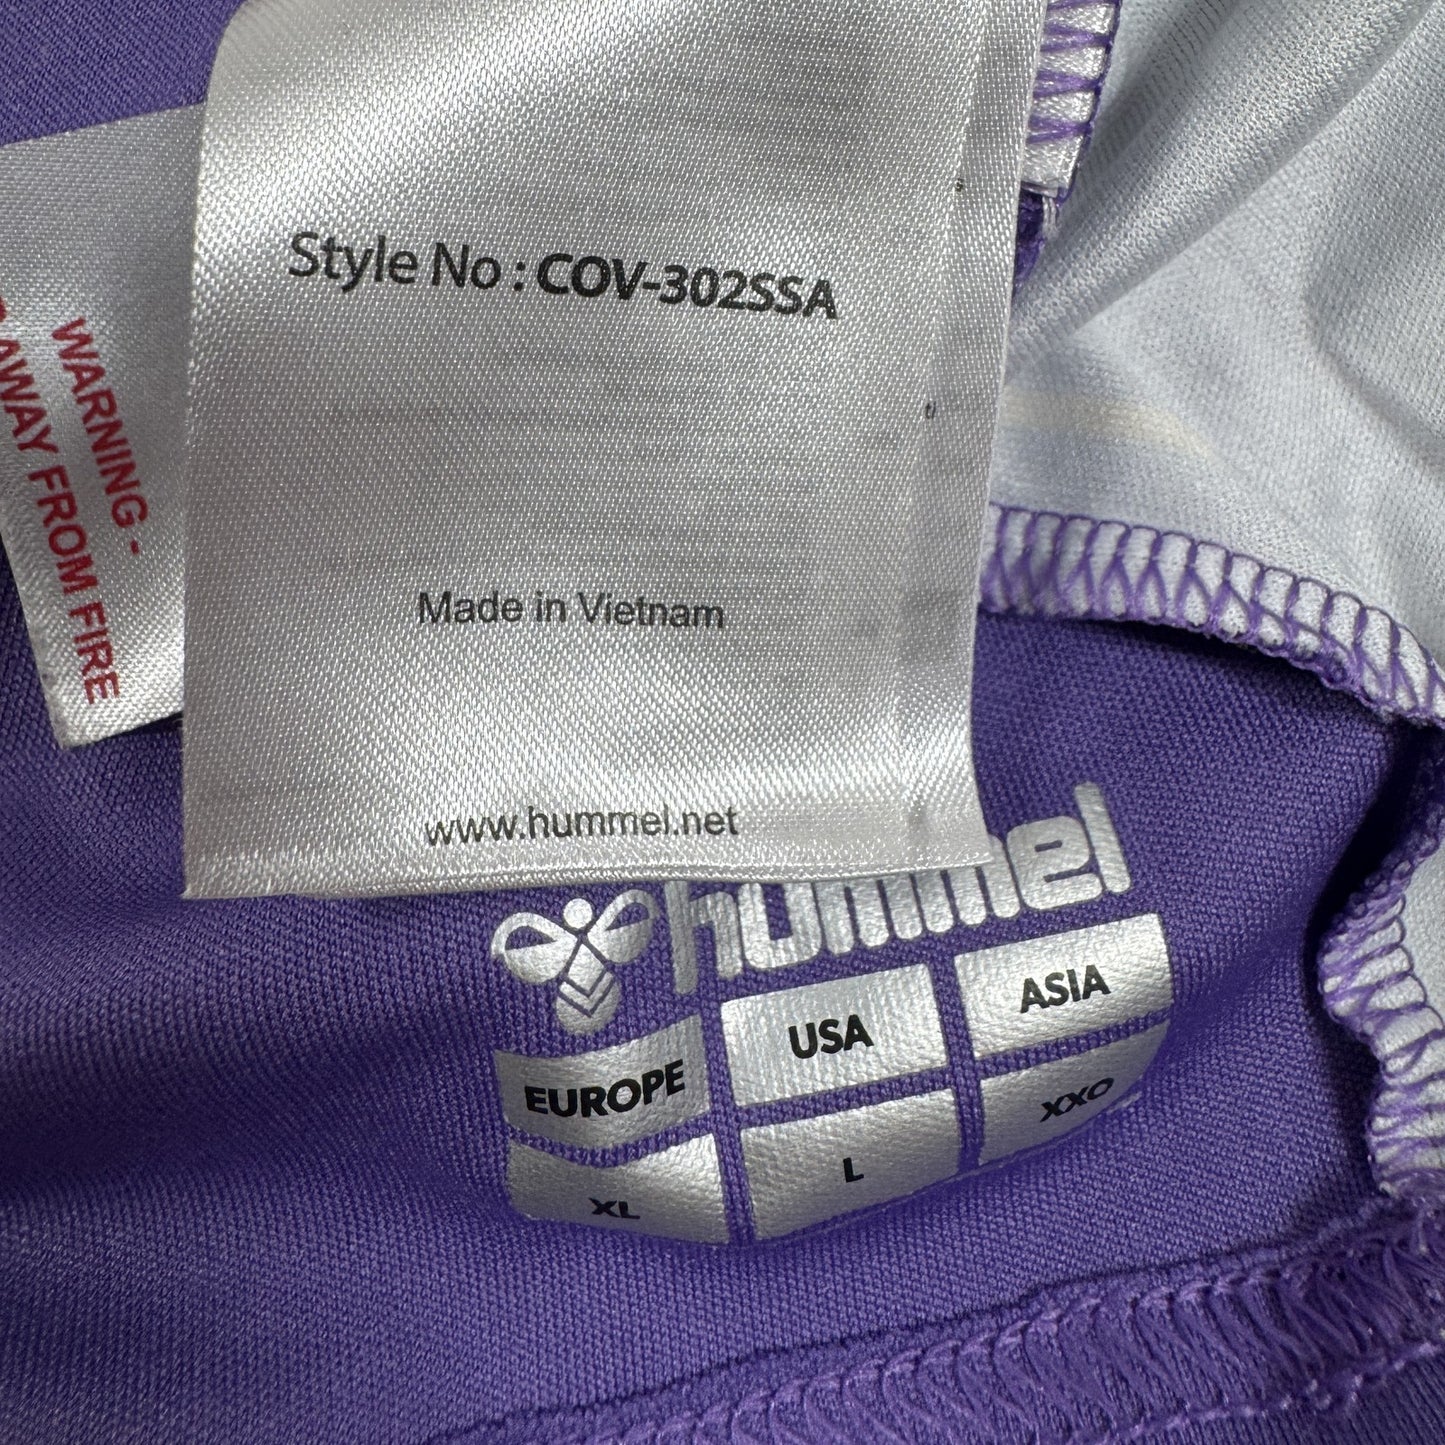 Style No : COV-302SSA
Made in Vietnam
www.hummel.net
WARNING -
AWAY FROM FIRE
hummel
EUROPE USA ASIA
XL L XXO